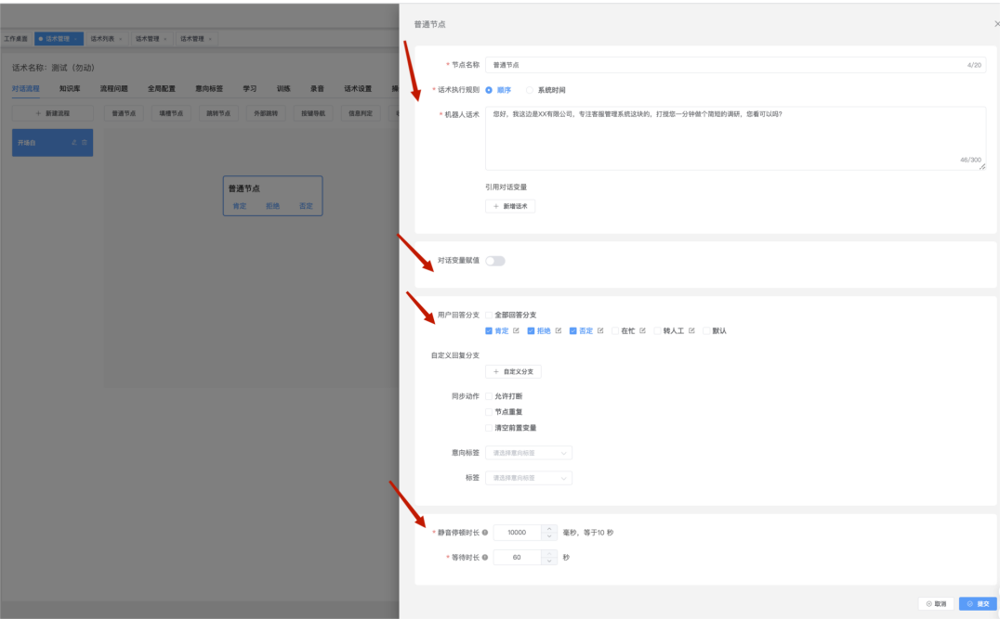 普通节点
工作桌面 话术管理 话术列表 话术管理 话术管理
话术名称：测试（勿动）
对话流程 知识库 流程问题 全局配置 意向标签 学习 训练 录音 话术设置
+ 新建流程 普通节点 填槽节点 跳转节点 外部跳转 按键导航 信息判定
开场白
普通节点
肯定 拒绝 否定
* 节点名称 普通节点 4/20
* 话术执行规则 顺序 系统时间
* 机器人话术 您好，我这边是XX有限公司，专注客服管理系统这块的，打搅您一分钟做个简短的调研，您看可以吗？
46/300
引用对话变量
+ 新增话术
对话变量赋值
用户回答分支 全部回答分支
肯定 拒绝 否定 在忙 转人工 默认
自定义回复分支
+ 自定义分支
同步动作 允许打断
节点重复
清空前置变量
意向标签 请选择意向标签
标签 请选择意向标签
* 静音停顿时长 10000 毫秒，等于10 秒
* 等待时长 60 秒
取消 提交